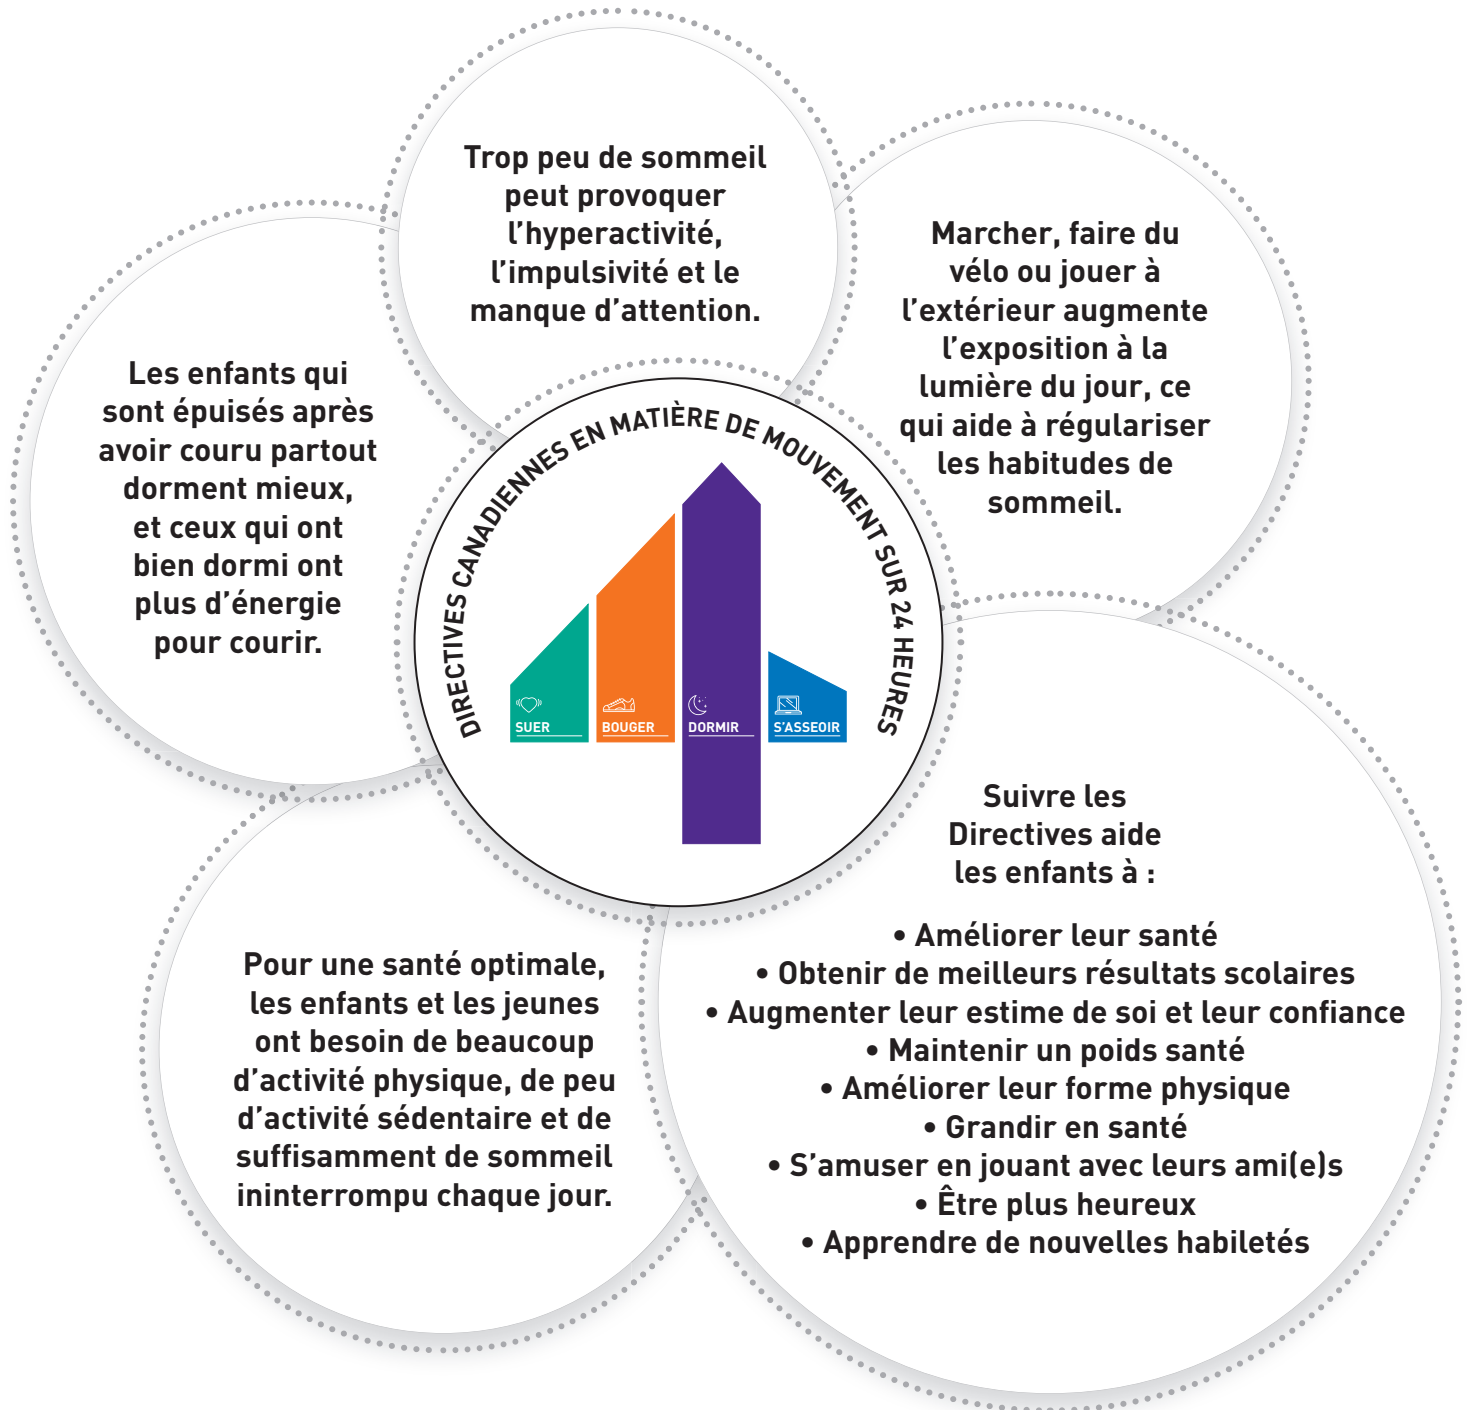 Trop peu de sommeil
peut provoquer
l’hyperactivité,
l’impulsivité et le
manque d’attention.
Marcher, faire du
vélo ou jouer à
l’extérieur augmente
l’exposition à la
lumière du jour, ce
qui aide à régulariser
les habitudes de
sommeil.
Les enfants qui
sont épuisés après
avoir couru partout
dorment mieux,
et ceux qui ont
bien dormi ont
plus d’énergie
pour courir.
DIRECTIVES CANADIENNES EN MATIÈRE DE MOUVEMENT SUR 24 HEURES
SUER
BOUGER
DORMIR
S’ASSEOIR
Suivre les
Directives aide
les enfants à :
• Améliorer leur santé
• Obtenir de meilleurs résultats scolaires
• Augmenter leur estime de soi et leur confiance
• Maintenir un poids santé
• Améliorer leur forme physique
• Grandir en santé
• S’amuser en jouant avec leurs ami(e)s
• Être plus heureux
• Apprendre de nouvelles habiletés
Pour une santé optimale,
les enfants et les jeunes
ont besoin de beaucoup
d’activité physique, de peu
d’activité sédentaire et de
suffisamment de sommeil
ininterrompu chaque jour.